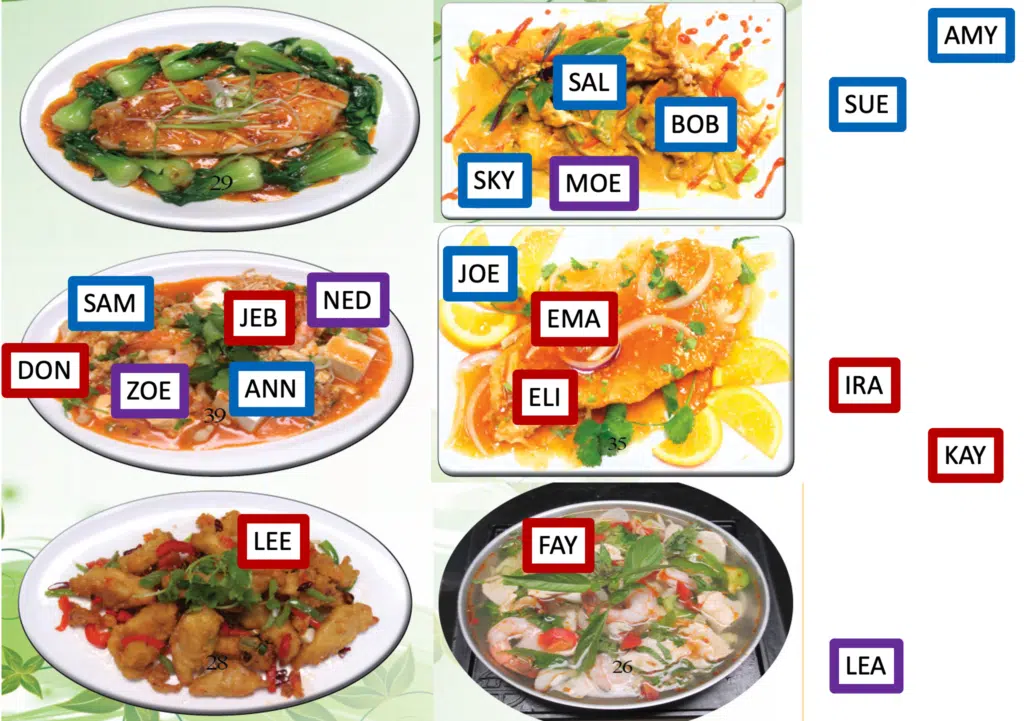 AMY
SUE
SAL
BOB
SKY
MOE
29
JOE
SAM
JEB
NED
EMA
DON
ZOE
ANN
ELI
IRA
39
35
KAY
LEE
FAY
28
26
LEA